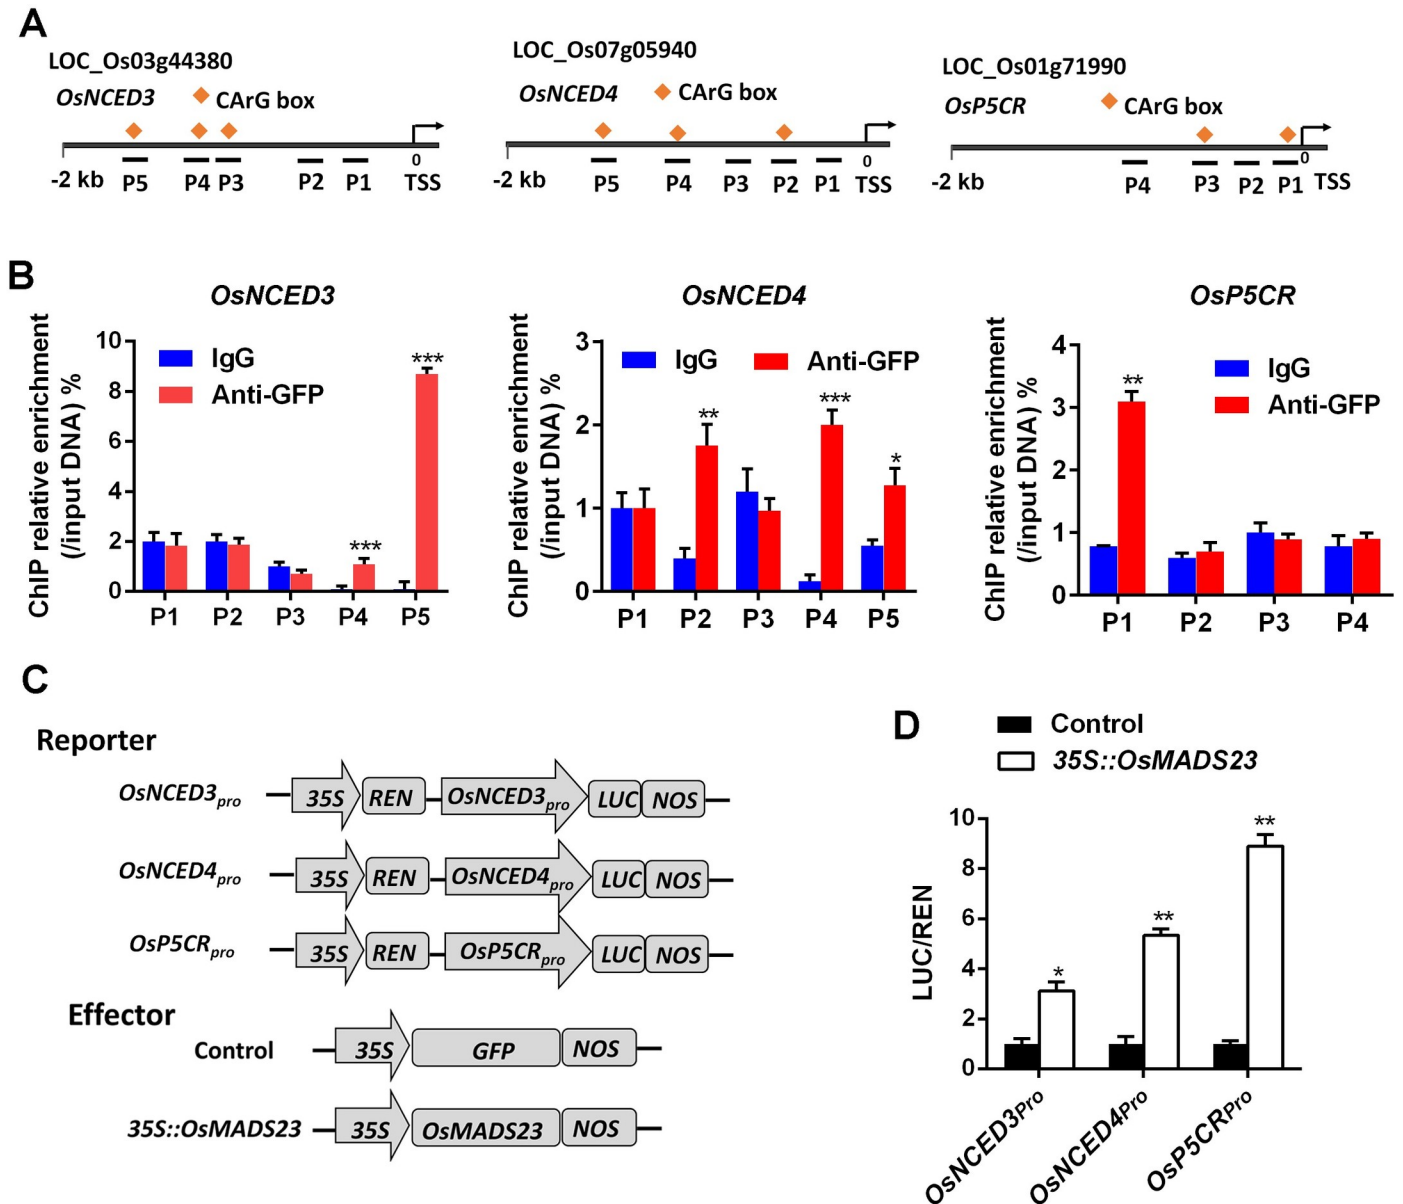 A
LOC_Os03g44380
OsNCED3
CArG box
-2 kb
P5
P4
P3
P2
P1
0
TSS
LOC_Os07g05940
OsNCED4
CArG box
-2 kb
P5
P4
P3
P2
P1
0
TSS
LOC_Os01g71990
OsP5CR
CArG box
-2 kb
P4
P3
P2
P1
0
TSS
B
OsNCED3
ChIP relative enrichment
(/input DNA) %
10
8
6
4
2
0
IgG
Anti-GFP
***
***
P1 P2 P3 P4 P5
OsNCED4
ChIP relative enrichment
(/input DNA) %
3
2
1
0
IgG
Anti-GFP
**
***
*
P1 P2 P3 P4 P5
OsP5CR
ChIP relative enrichment
(/input DNA) %
4
3
2
1
0
IgG
Anti-GFP
**
P1 P2 P3 P4
C
Reporter
OsNCED3pro 35S REN OsNCED3pro LUC NOS
OsNCED4pro 35S REN OsNCED4pro LUC NOS
OsP5CRpro 35S REN OsP5CRpro LUC NOS
Effector
Control 35S GFP NOS
35S::OsMADS23 35S OsMADS23 NOS
D
Control
35S::OsMADS23
LUC/REN
10
8
6
4
2
0
*
**
**
OsNCED3Pro
OsNCED4Pro
OsP5CRPro